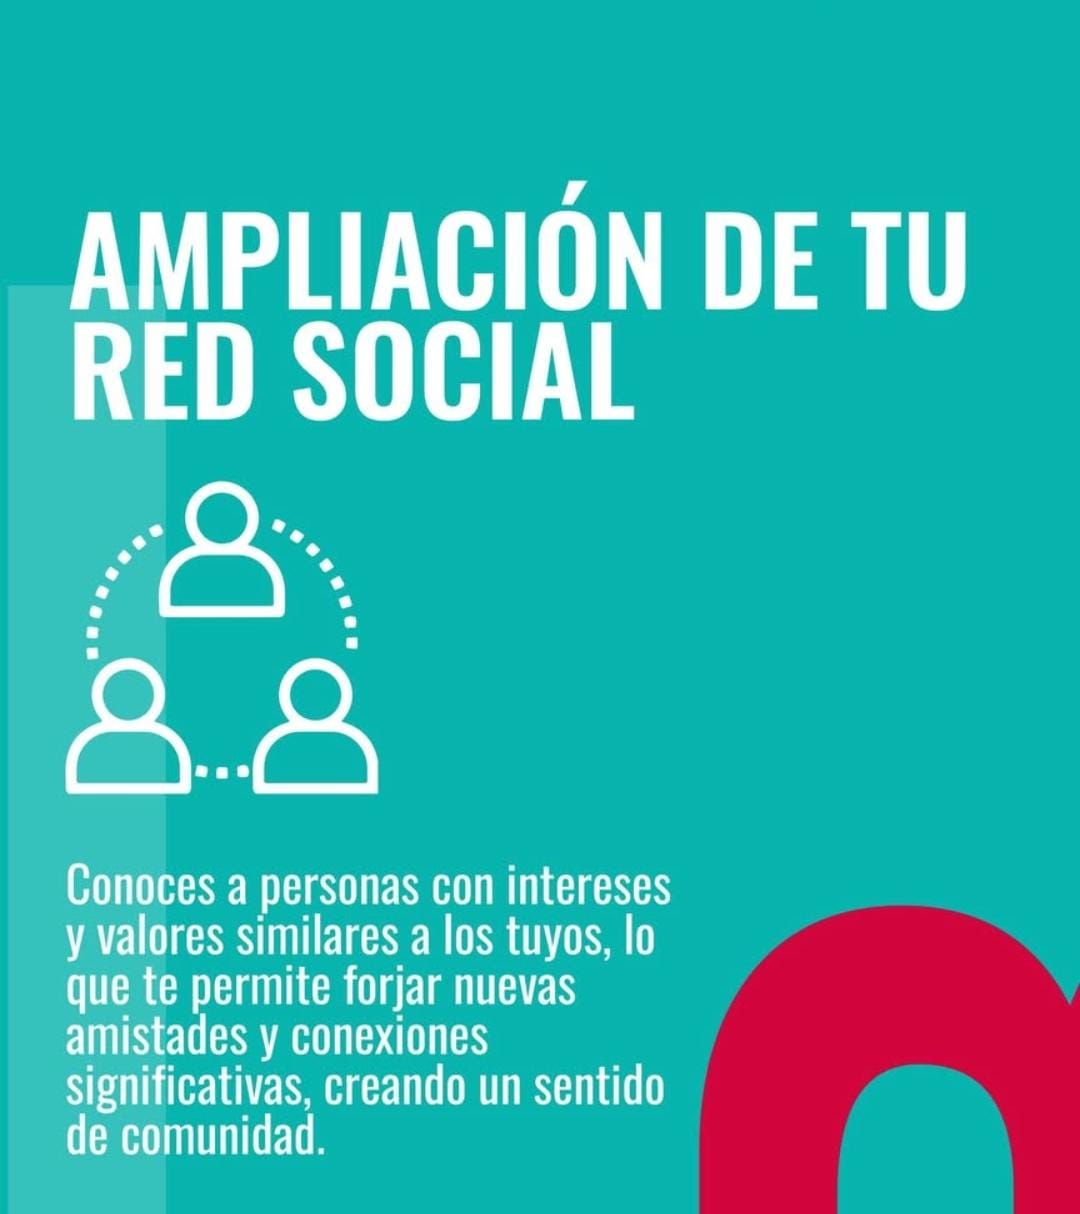 AMPLIACIÓN DE TU
RED SOCIAL
Conoces a personas con intereses
y valores similares a los tuyos, lo
que te permite forjar nuevas
amistades y conexiones
significativas, creando un sentido
de comunidad.